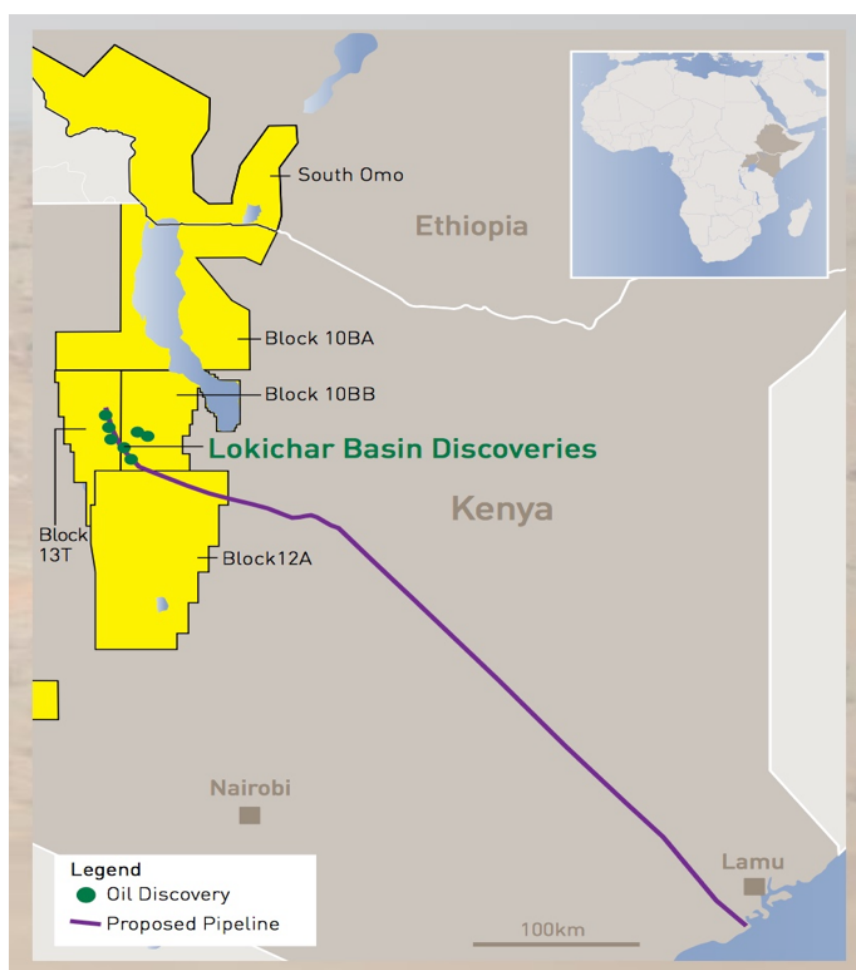 South Omo
Ethiopia
Block 10BA
Block 10BB
Lokichar Basin Discoveries
Kenya
Block
13T
Block12A
Nairobi
Lamu
Legend
Oil Discovery
Proposed Pipeline
100km